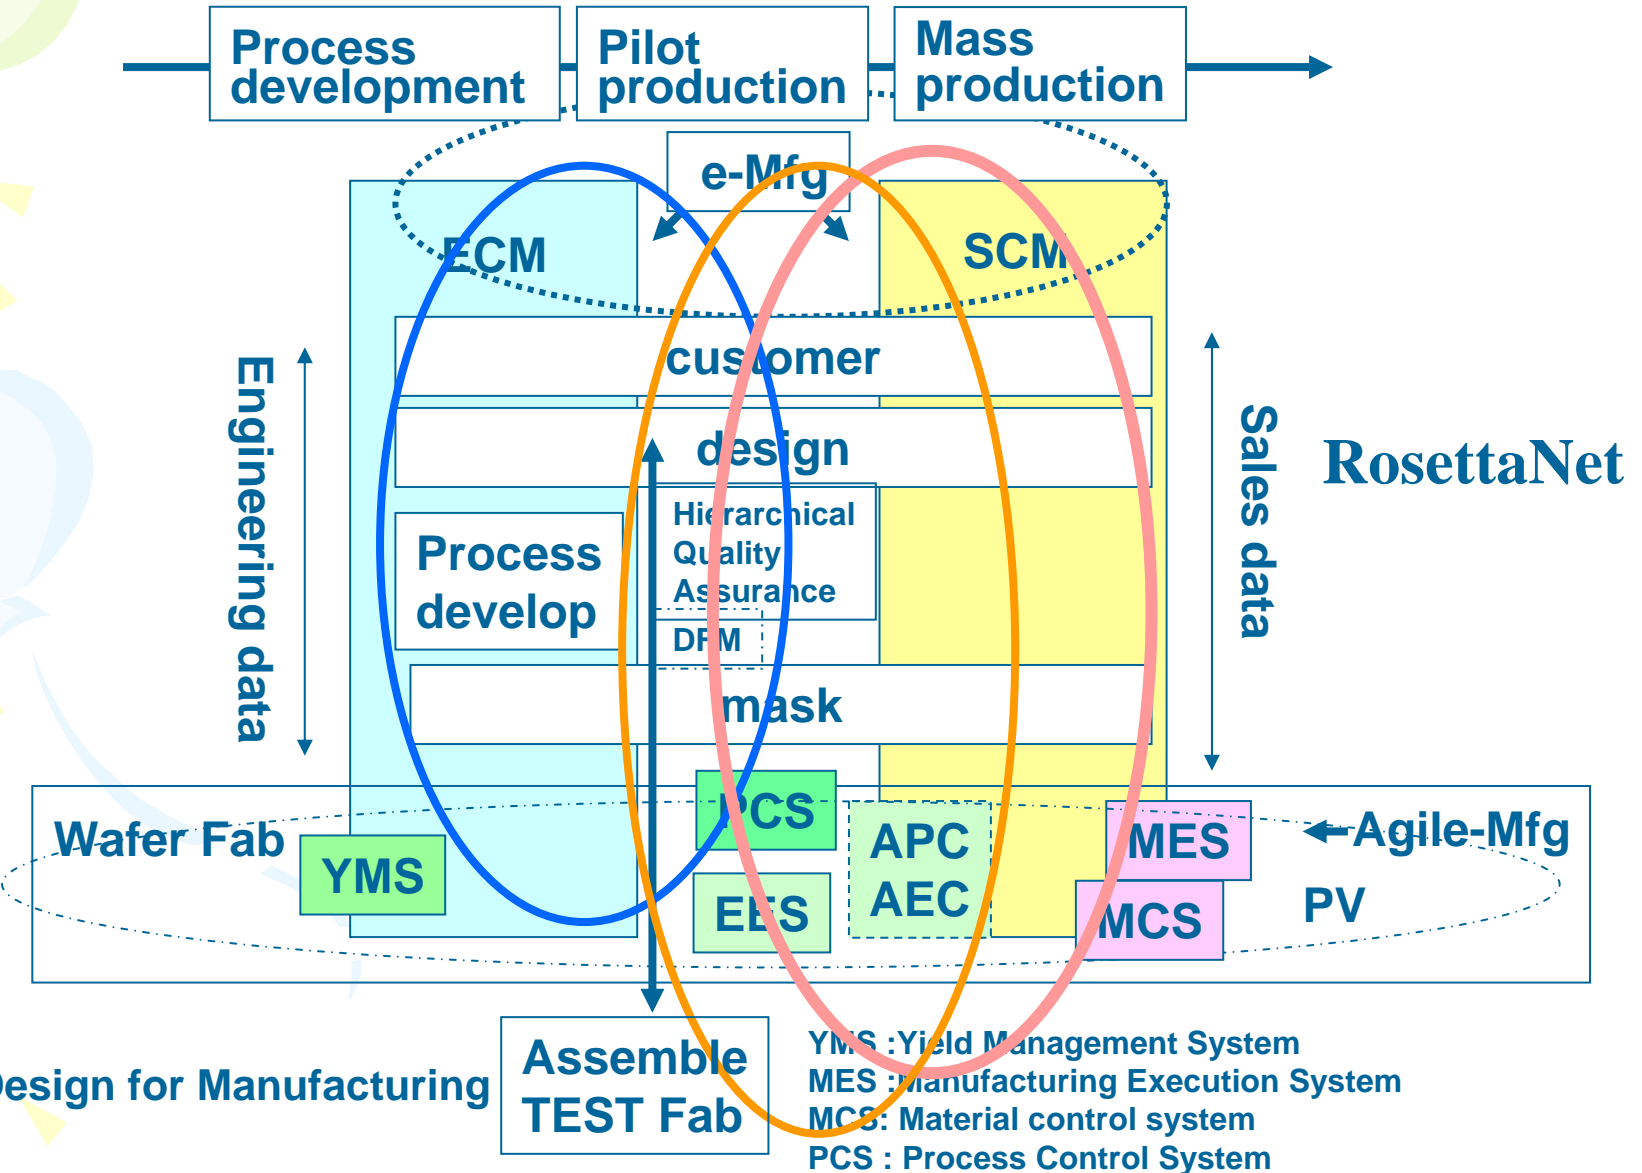 Process
development
Pilot
production
Mass
production
e-Mfg
ECM
SCM
customer
design
Engineering data
Sales data
RosettaNet
Hierarchical
Quality
Assurance
Process
develop
DFM
mask
Wafer Fab
YMS
PCS
EES
APC
AEC
MES
MCS
Agile-Mfg
PV
Design for Manufacturing
Assemble
TEST Fab
YMS :Yield Management System
MES :Manufacturing Execution System
MCS: Material control system
PCS : Process Control System